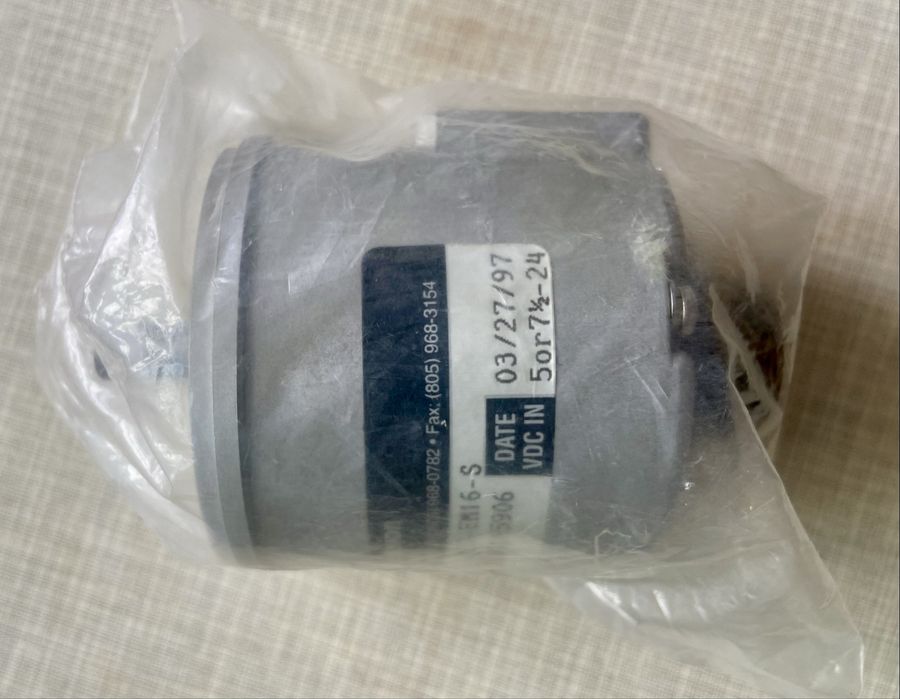 968-0782 • Fax: (805) 968-3154
EM16-S
DATE 03/27/97
5906
VDC IN 5or7½-24